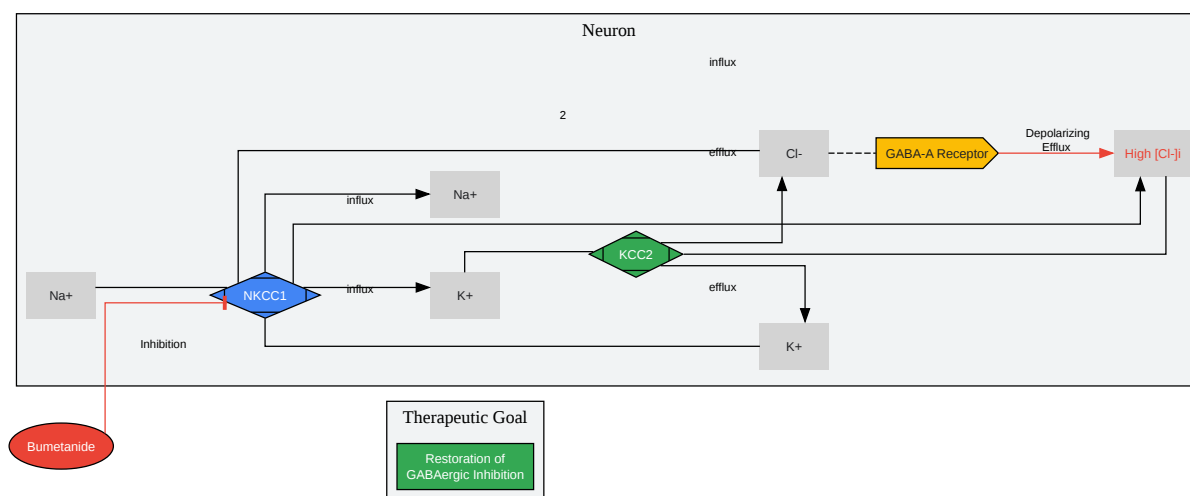 Neuron
influx
2
Depolarizing
Efflux
efflux
Cl-
GABA-A Receptor
High [Cl-]i
Na+
influx
KCC2
Na+
NKCC1
influx
K+
efflux
Inhibition
K+
Therapeutic Goal
Bumetanide
Restoration of
GABAergic Inhibition